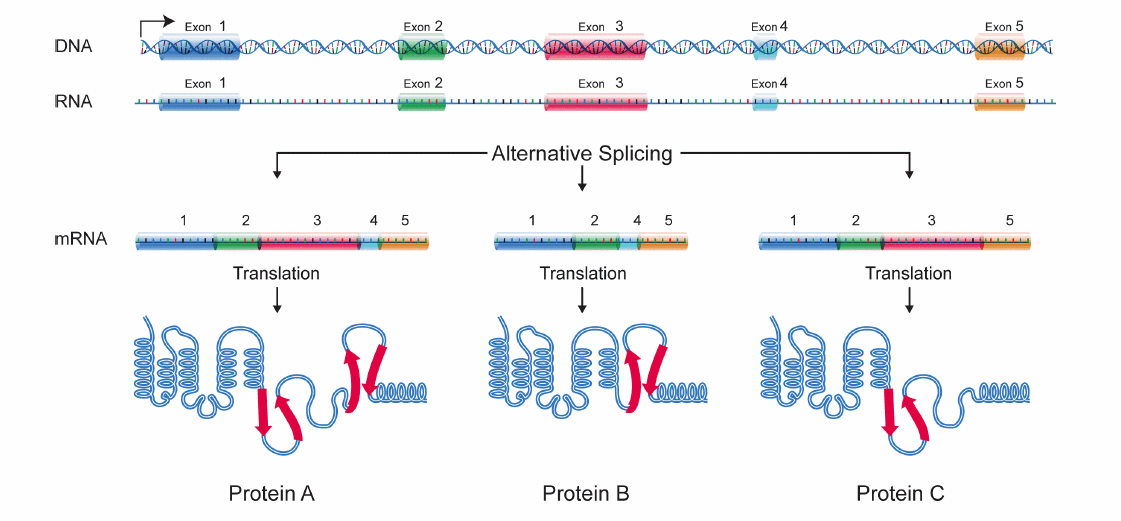 DNA Exon 1 Exon 2 Exon 3 Exon 4 Exon 5
RNA Exon 1 Exon 2 Exon 3 Exon 4 Exon 5
Alternative Splicing
mRNA 1 2 3 4 5 1 2 4 5 1 2 3 5
Translation Translation Translation
Protein A Protein B Protein C